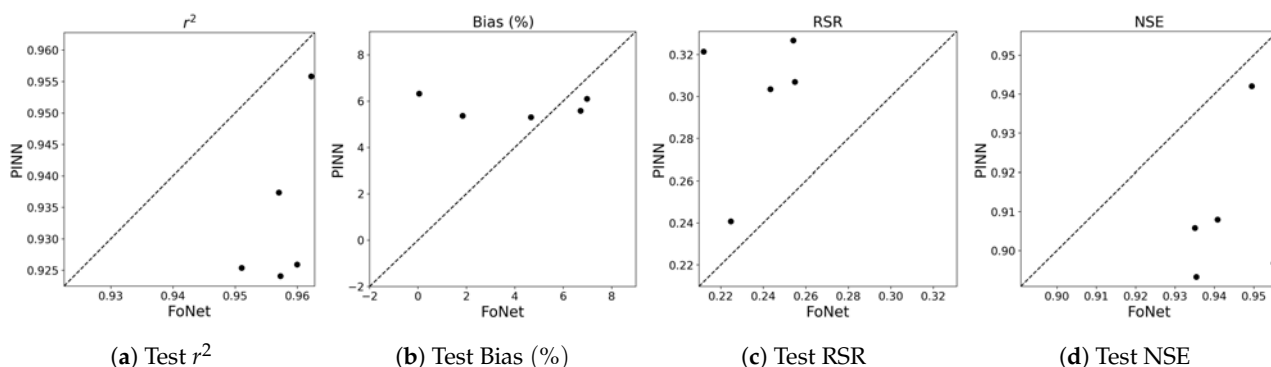 r²
0.960
0.955
0.950
0.945
0.940
0.935
0.930
0.925
PINN
0.93 0.94 0.95 0.96
FoNet
(a) Test r²
Bias (%)
8
6
4
2
0
−2
PINN
−2 0 2 4 6 8
FoNet
(b) Test Bias (%)
RSR
0.32
0.30
0.28
0.26
0.24
0.22
PINN
0.22 0.24 0.26 0.28 0.30 0.32
FoNet
(c) Test RSR
NSE
0.95
0.94
0.93
0.92
0.91
0.90
PINN
0.90 0.91 0.92 0.93 0.94 0.95
FoNet
(d) Test NSE